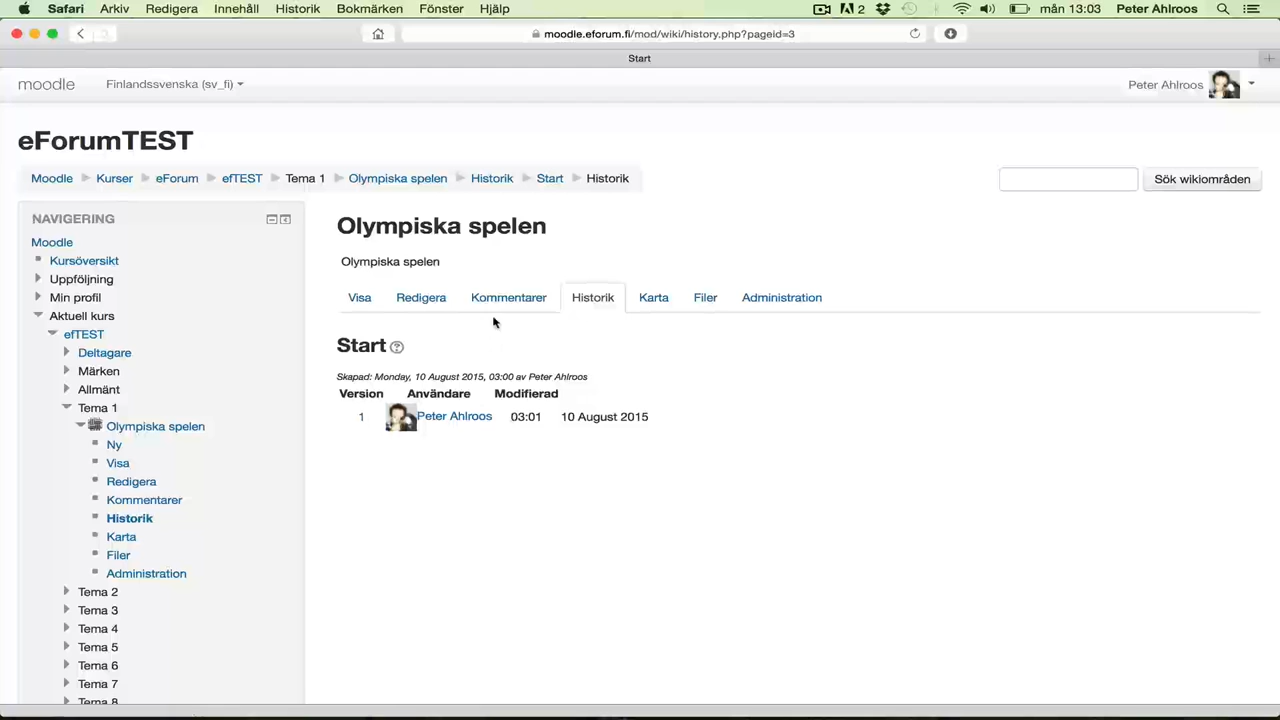 Safari Arkiv Redigera Innehåll Historik Bokmärken Fönster Hjälp 2 mån 13:03 Peter Ahlroos
moodle.eforum.fi/mod/wiki/history.php?pageid=3
Start
moodle Finlandssvenska (sv_fi) Peter Ahlroos
eForumTEST
Moodle Kurser eForum efTEST Tema 1 Olympiska spelen Historik Start Historik Sök wikiområden
NAVIGERING
Moodle
Kursöversikt
Uppföljning
Min profil
Aktuell kurs
efTEST
Deltagare
Märken
Allmänt
Tema 1
Olympiska spelen
Ny
Visa
Redigera
Kommentarer
Historik
Karta
Filer
Administration
Tema 2
Tema 3
Tema 4
Tema 5
Tema 6
Tema 7
Tema 8
Olympiska spelen
Olympiska spelen
Visa Redigera Kommentarer Historik Karta Filer Administration
Start
Skapad: Monday, 10 August 2015, 03:00 av Peter Ahlroos
Version Användare Modifierad
1 Peter Ahlroos 03:01 10 August 2015